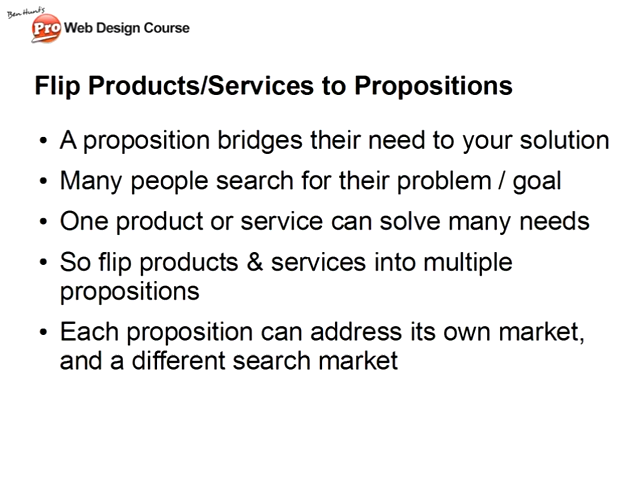 Ben Hunt's
Pro Web Design Course
Flip Products/Services to Propositions
• A proposition bridges their need to your solution
• Many people search for their problem / goal
• One product or service can solve many needs
• So flip products & services into multiple
propositions
• Each proposition can address its own market,
and a different search market